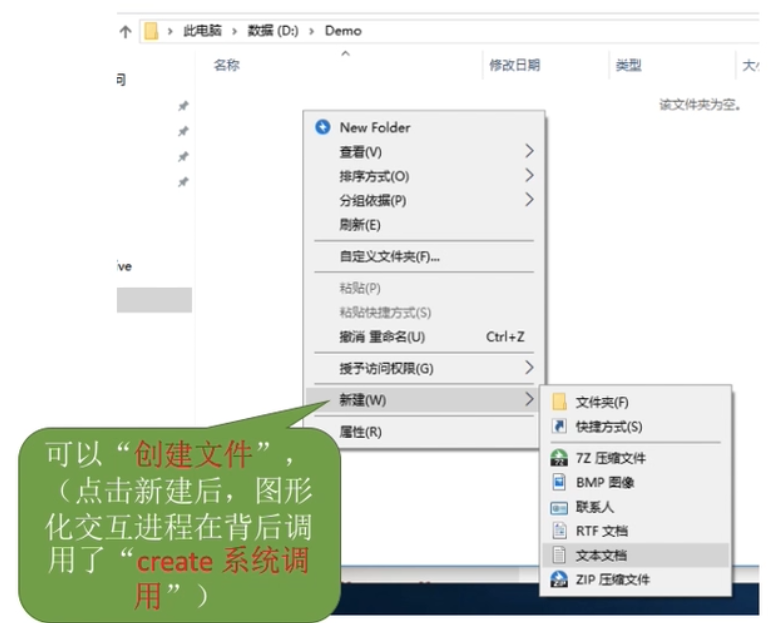 此电脑 › 数据 (D:) › Demo
名称 修改日期 类型
该文件夹为空。
ive
New Folder
查看(V)
排序方式(O)
分组依据(P)
刷新(E)
自定义文件夹(F)...
粘贴(P)
粘贴快捷方式(S)
撤消 重命名(U) Ctrl+Z
授予访问权限(G)
新建(W)
属性(R)
文件夹(F)
快捷方式(S)
7Z 压缩文件
BMP 图像
联系人
RTF 文档
文本文档
ZIP 压缩文件
可以“创建文件”，
（点击新建后，图形
化交互进程在背后调
用了“create 系统调
用”）